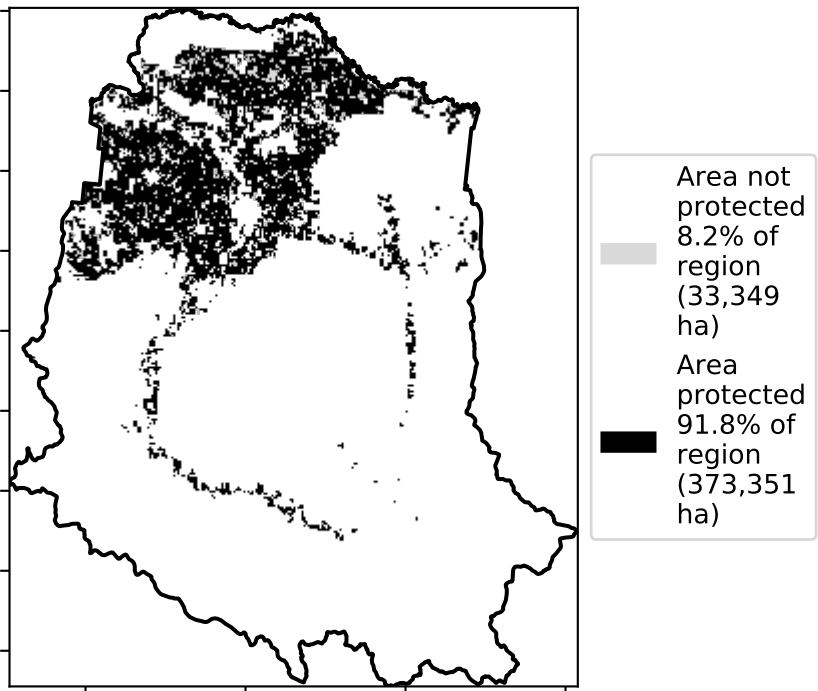 Area not
protected
8.2% of
region
(33,349
ha)
Area
protected
91.8% of
region
(373,351
ha)